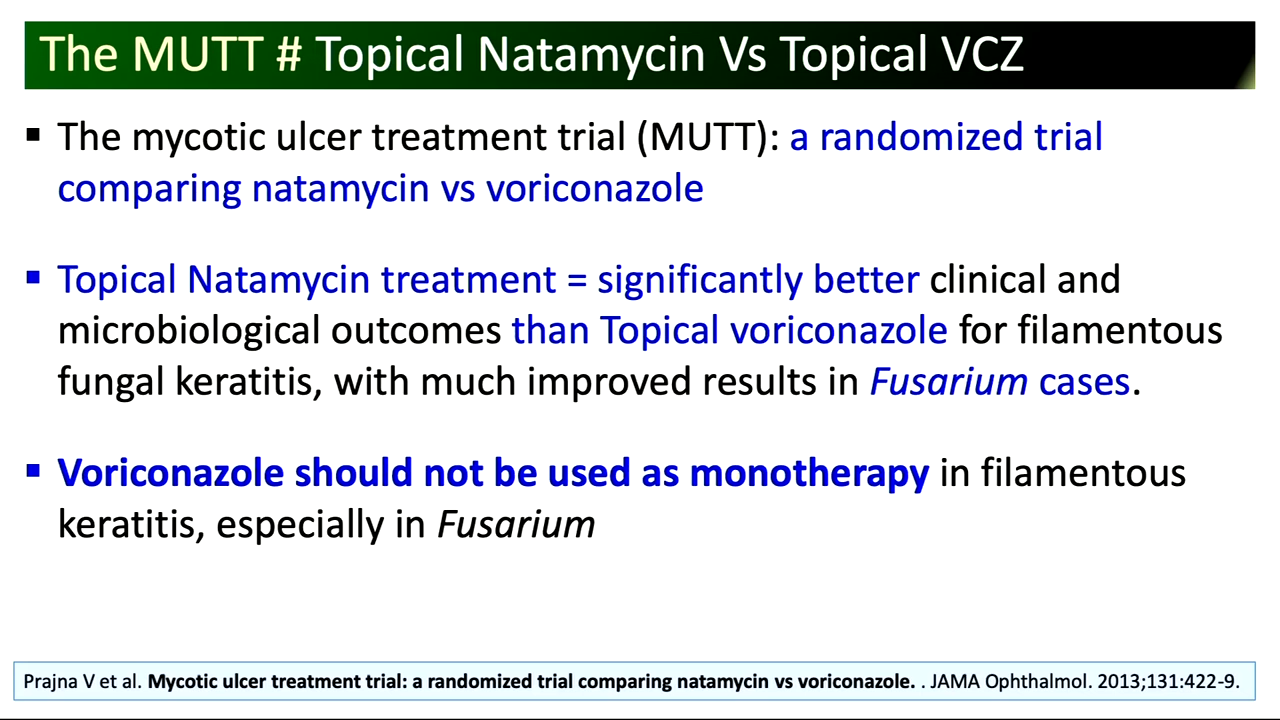 The MUTT # Topical Natamycin Vs Topical VCZ
▪ The mycotic ulcer treatment trial (MUTT): a randomized trial
comparing natamycin vs voriconazole
▪ Topical Natamycin treatment = significantly better clinical and
microbiological outcomes than Topical voriconazole for filamentous
fungal keratitis, with much improved results in Fusarium cases.
▪ Voriconazole should not be used as monotherapy in filamentous
keratitis, especially in Fusarium
Prajna V et al. Mycotic ulcer treatment trial: a randomized trial comparing natamycin vs voriconazole. . JAMA Ophthalmol. 2013;131:422-9.